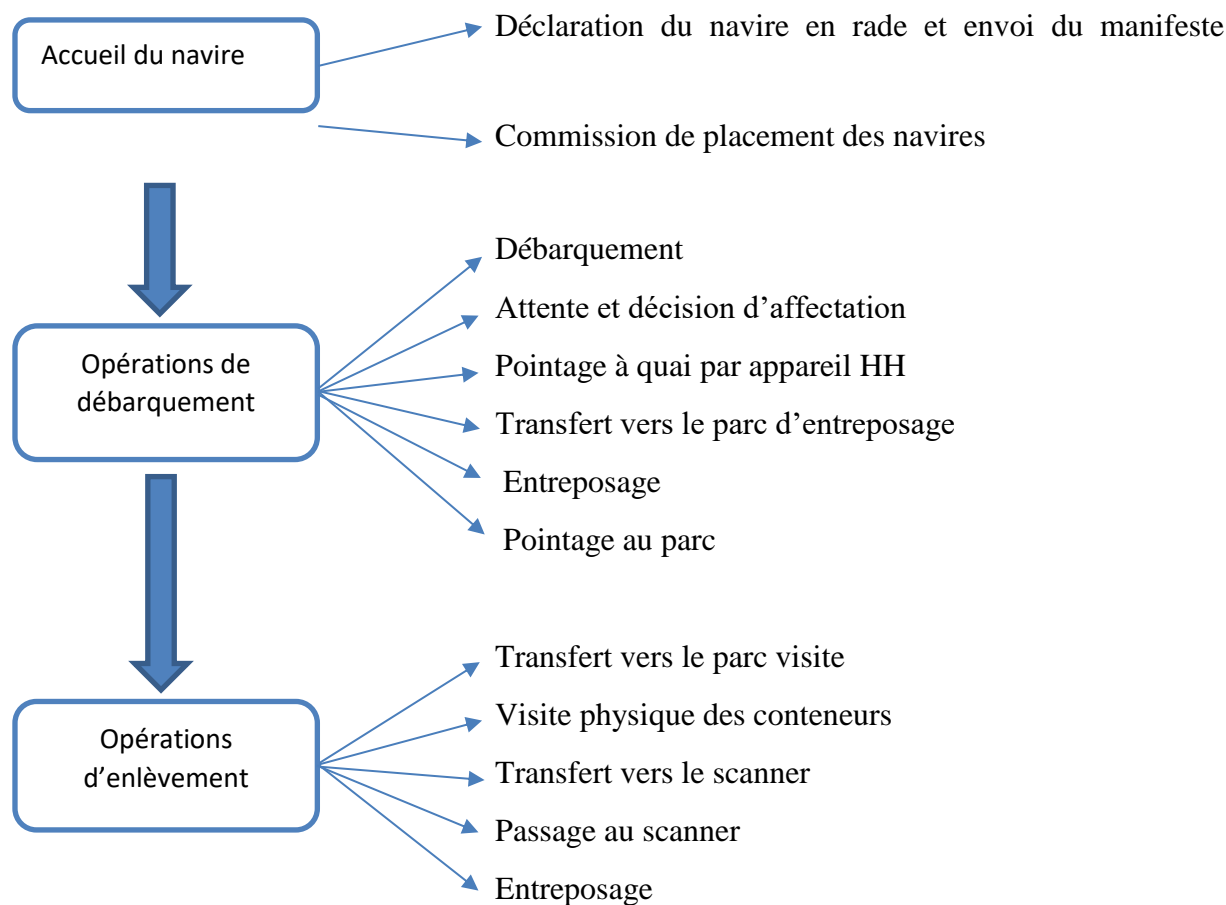 Accueil du navire
Déclaration du navire en rade et envoi du manifeste
Commission de placement des navires
Opérations de
débarquement
Débarquement
Attente et décision d’affectation
Pointage à quai par appareil HH
Transfert vers le parc d’entreposage
Entreposage
Pointage au parc
Opérations
d’enlèvement
Transfert vers le parc visite
Visite physique des conteneurs
Transfert vers le scanner
Passage au scanner
Entreposage